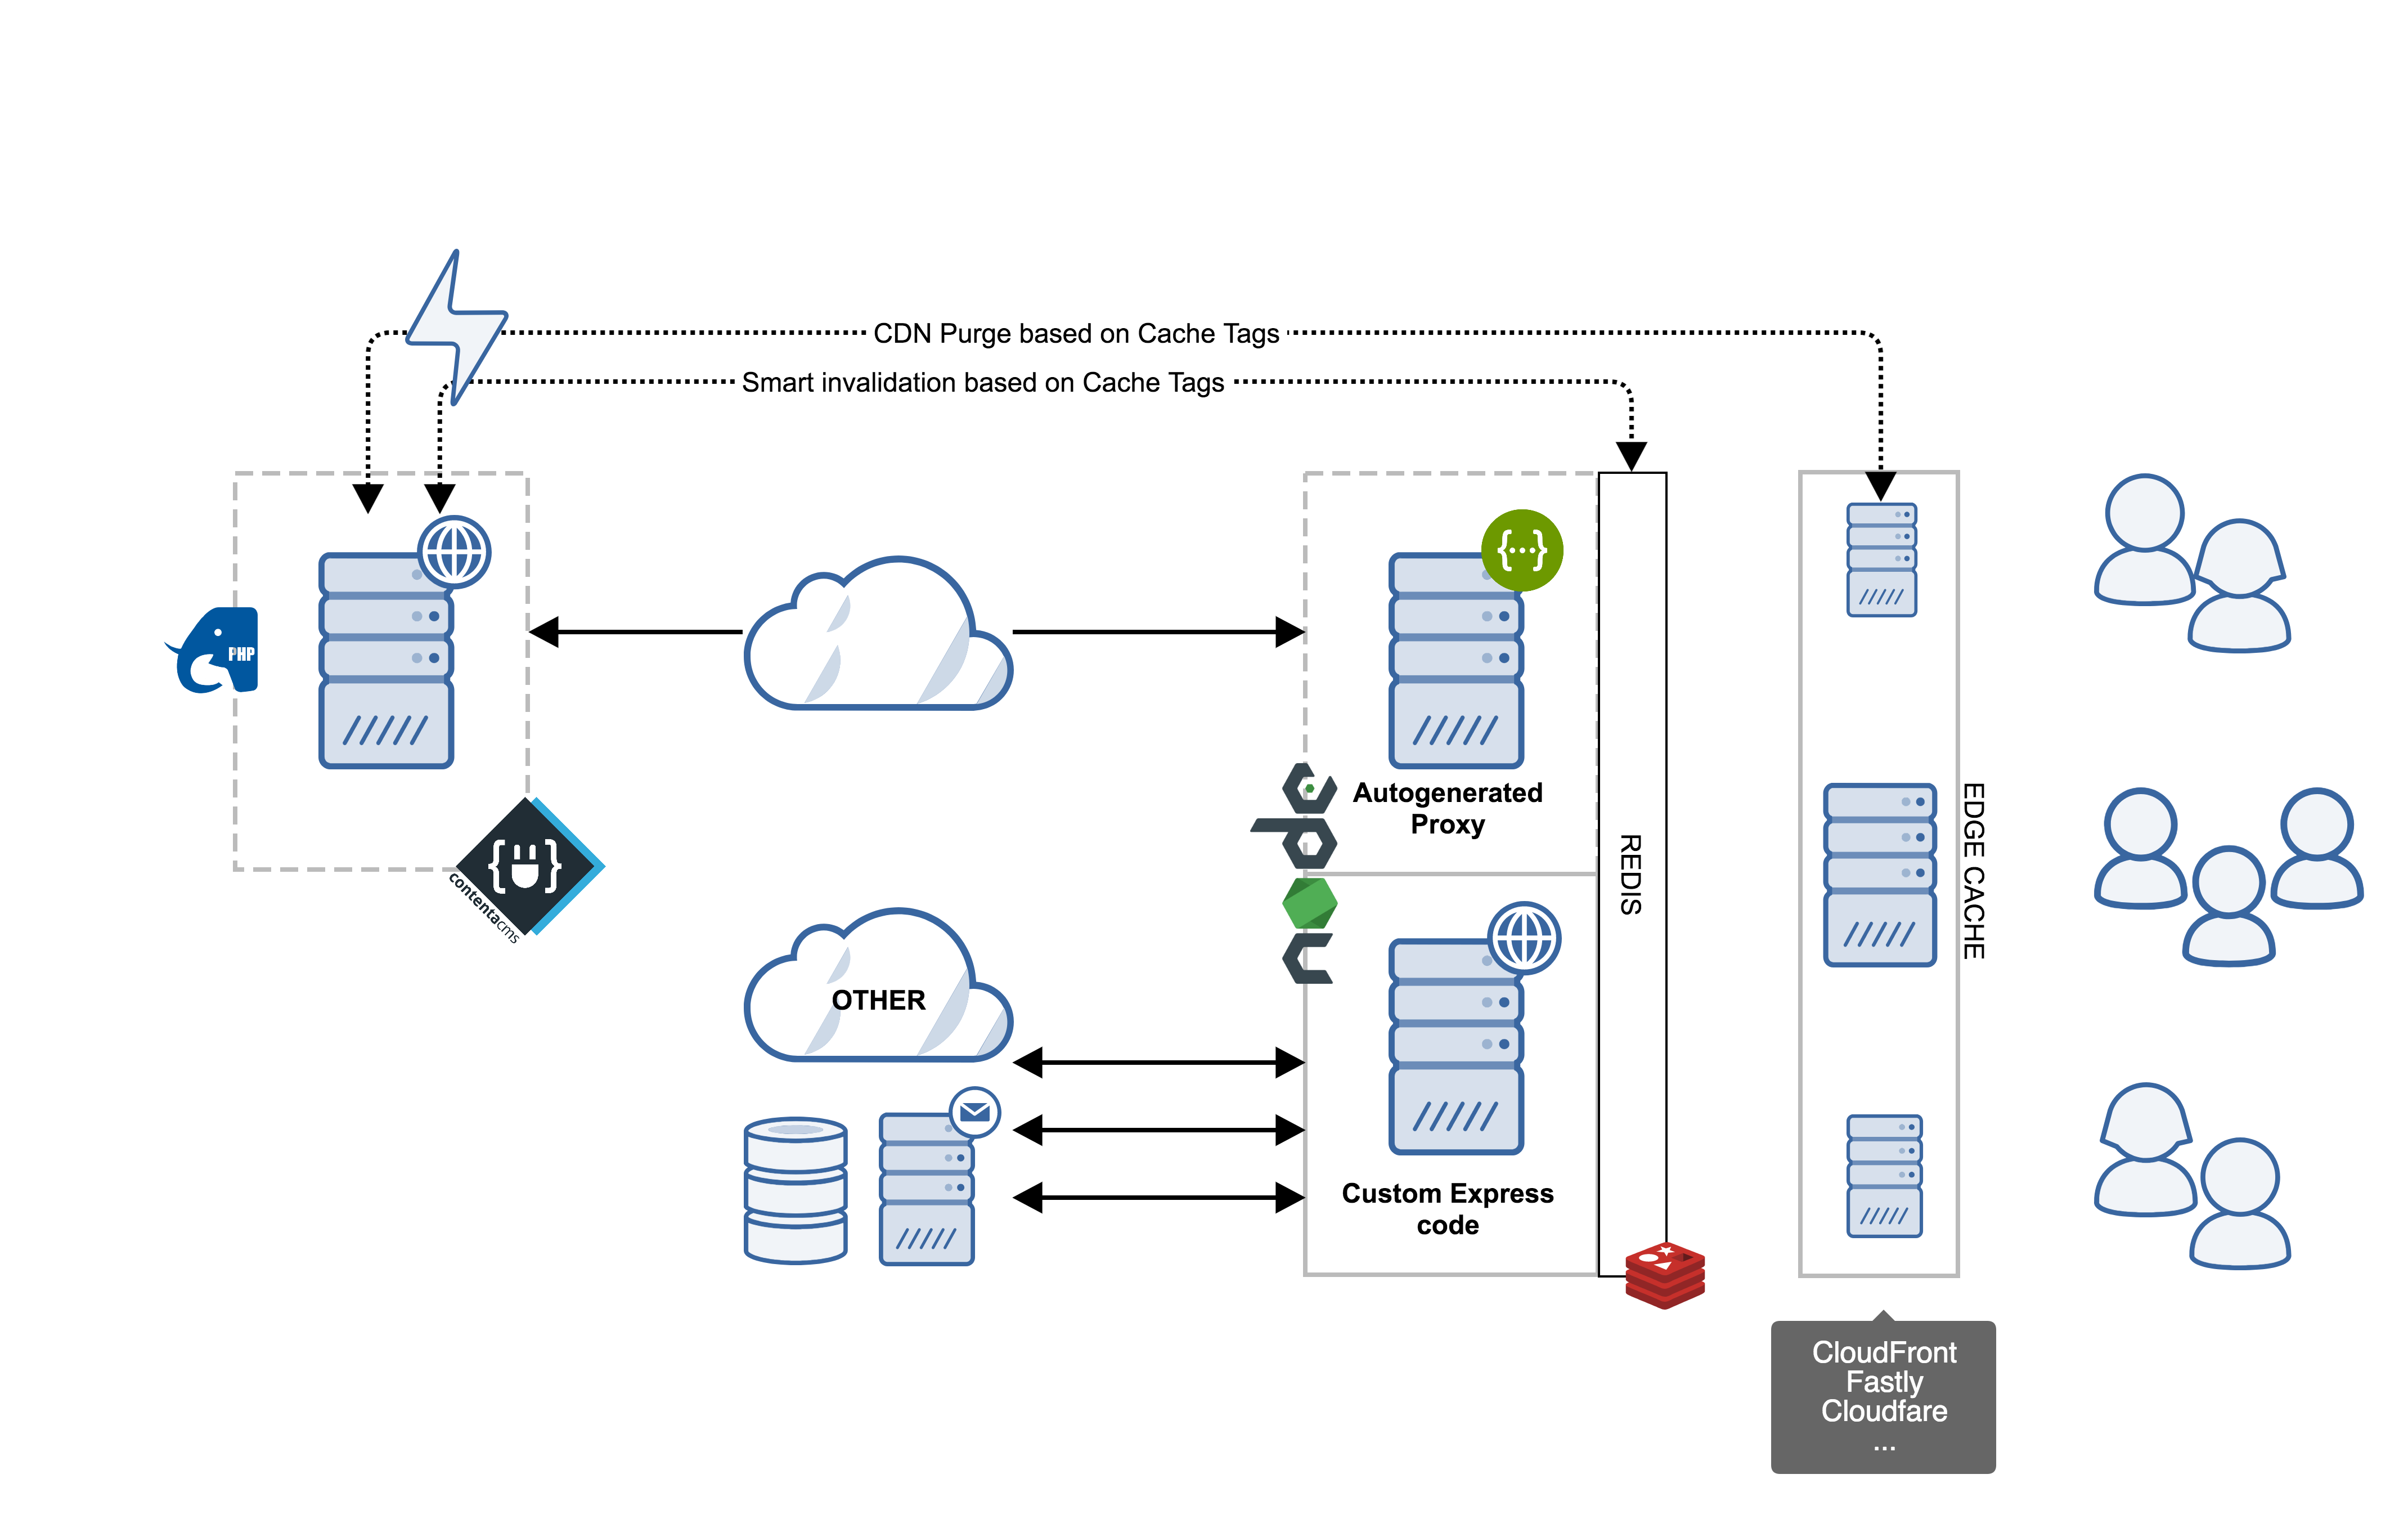 CDN Purge based on Cache Tags
Smart invalidation based on Cache Tags
PHP
{···}
contentacms
Autogenerated
Proxy
node
REDIS
EDGE CACHE
OTHER
Custom Express
code
CloudFront
Fastly
Cloudfare
...